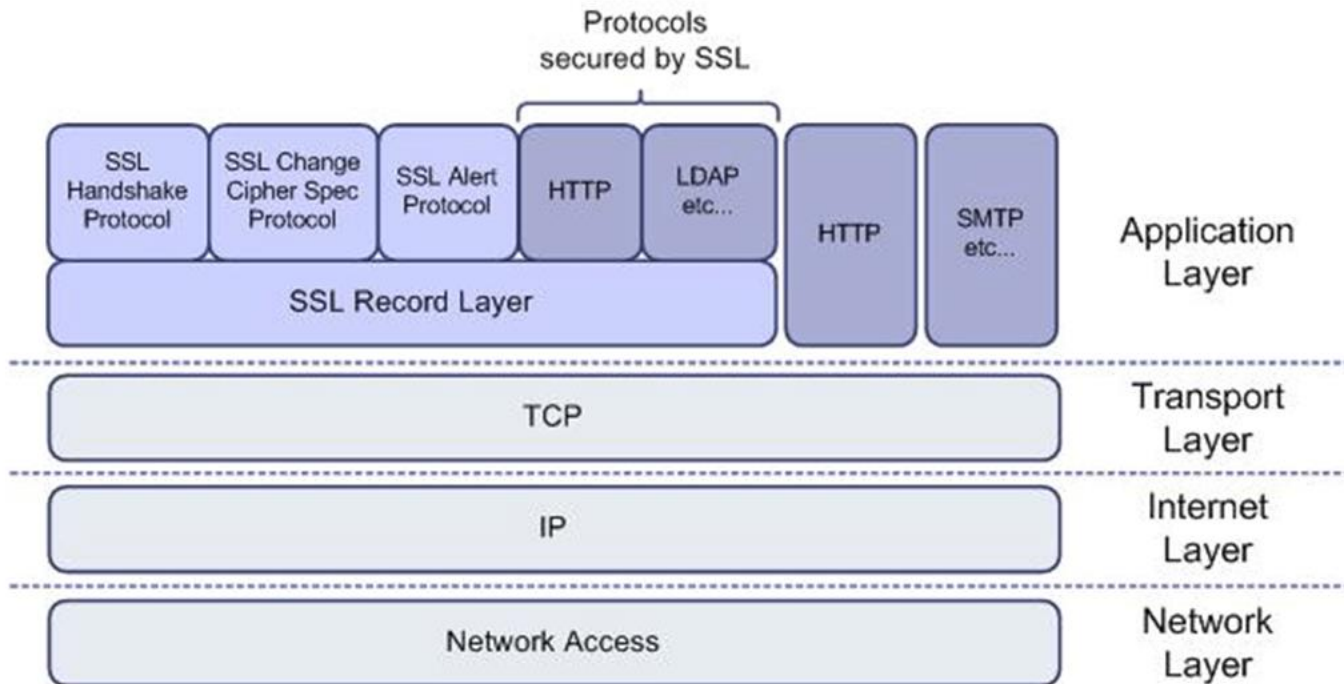 Protocols
secured by SSL
SSL
Handshake
Protocol
SSL Change
Cipher Spec
Protocol
SSL Alert
Protocol
HTTP
LDAP
etc...
HTTP
SMTP
etc...
Application
Layer
SSL Record Layer
TCP
Transport
Layer
IP
Internet
Layer
Network Access
Network
Layer